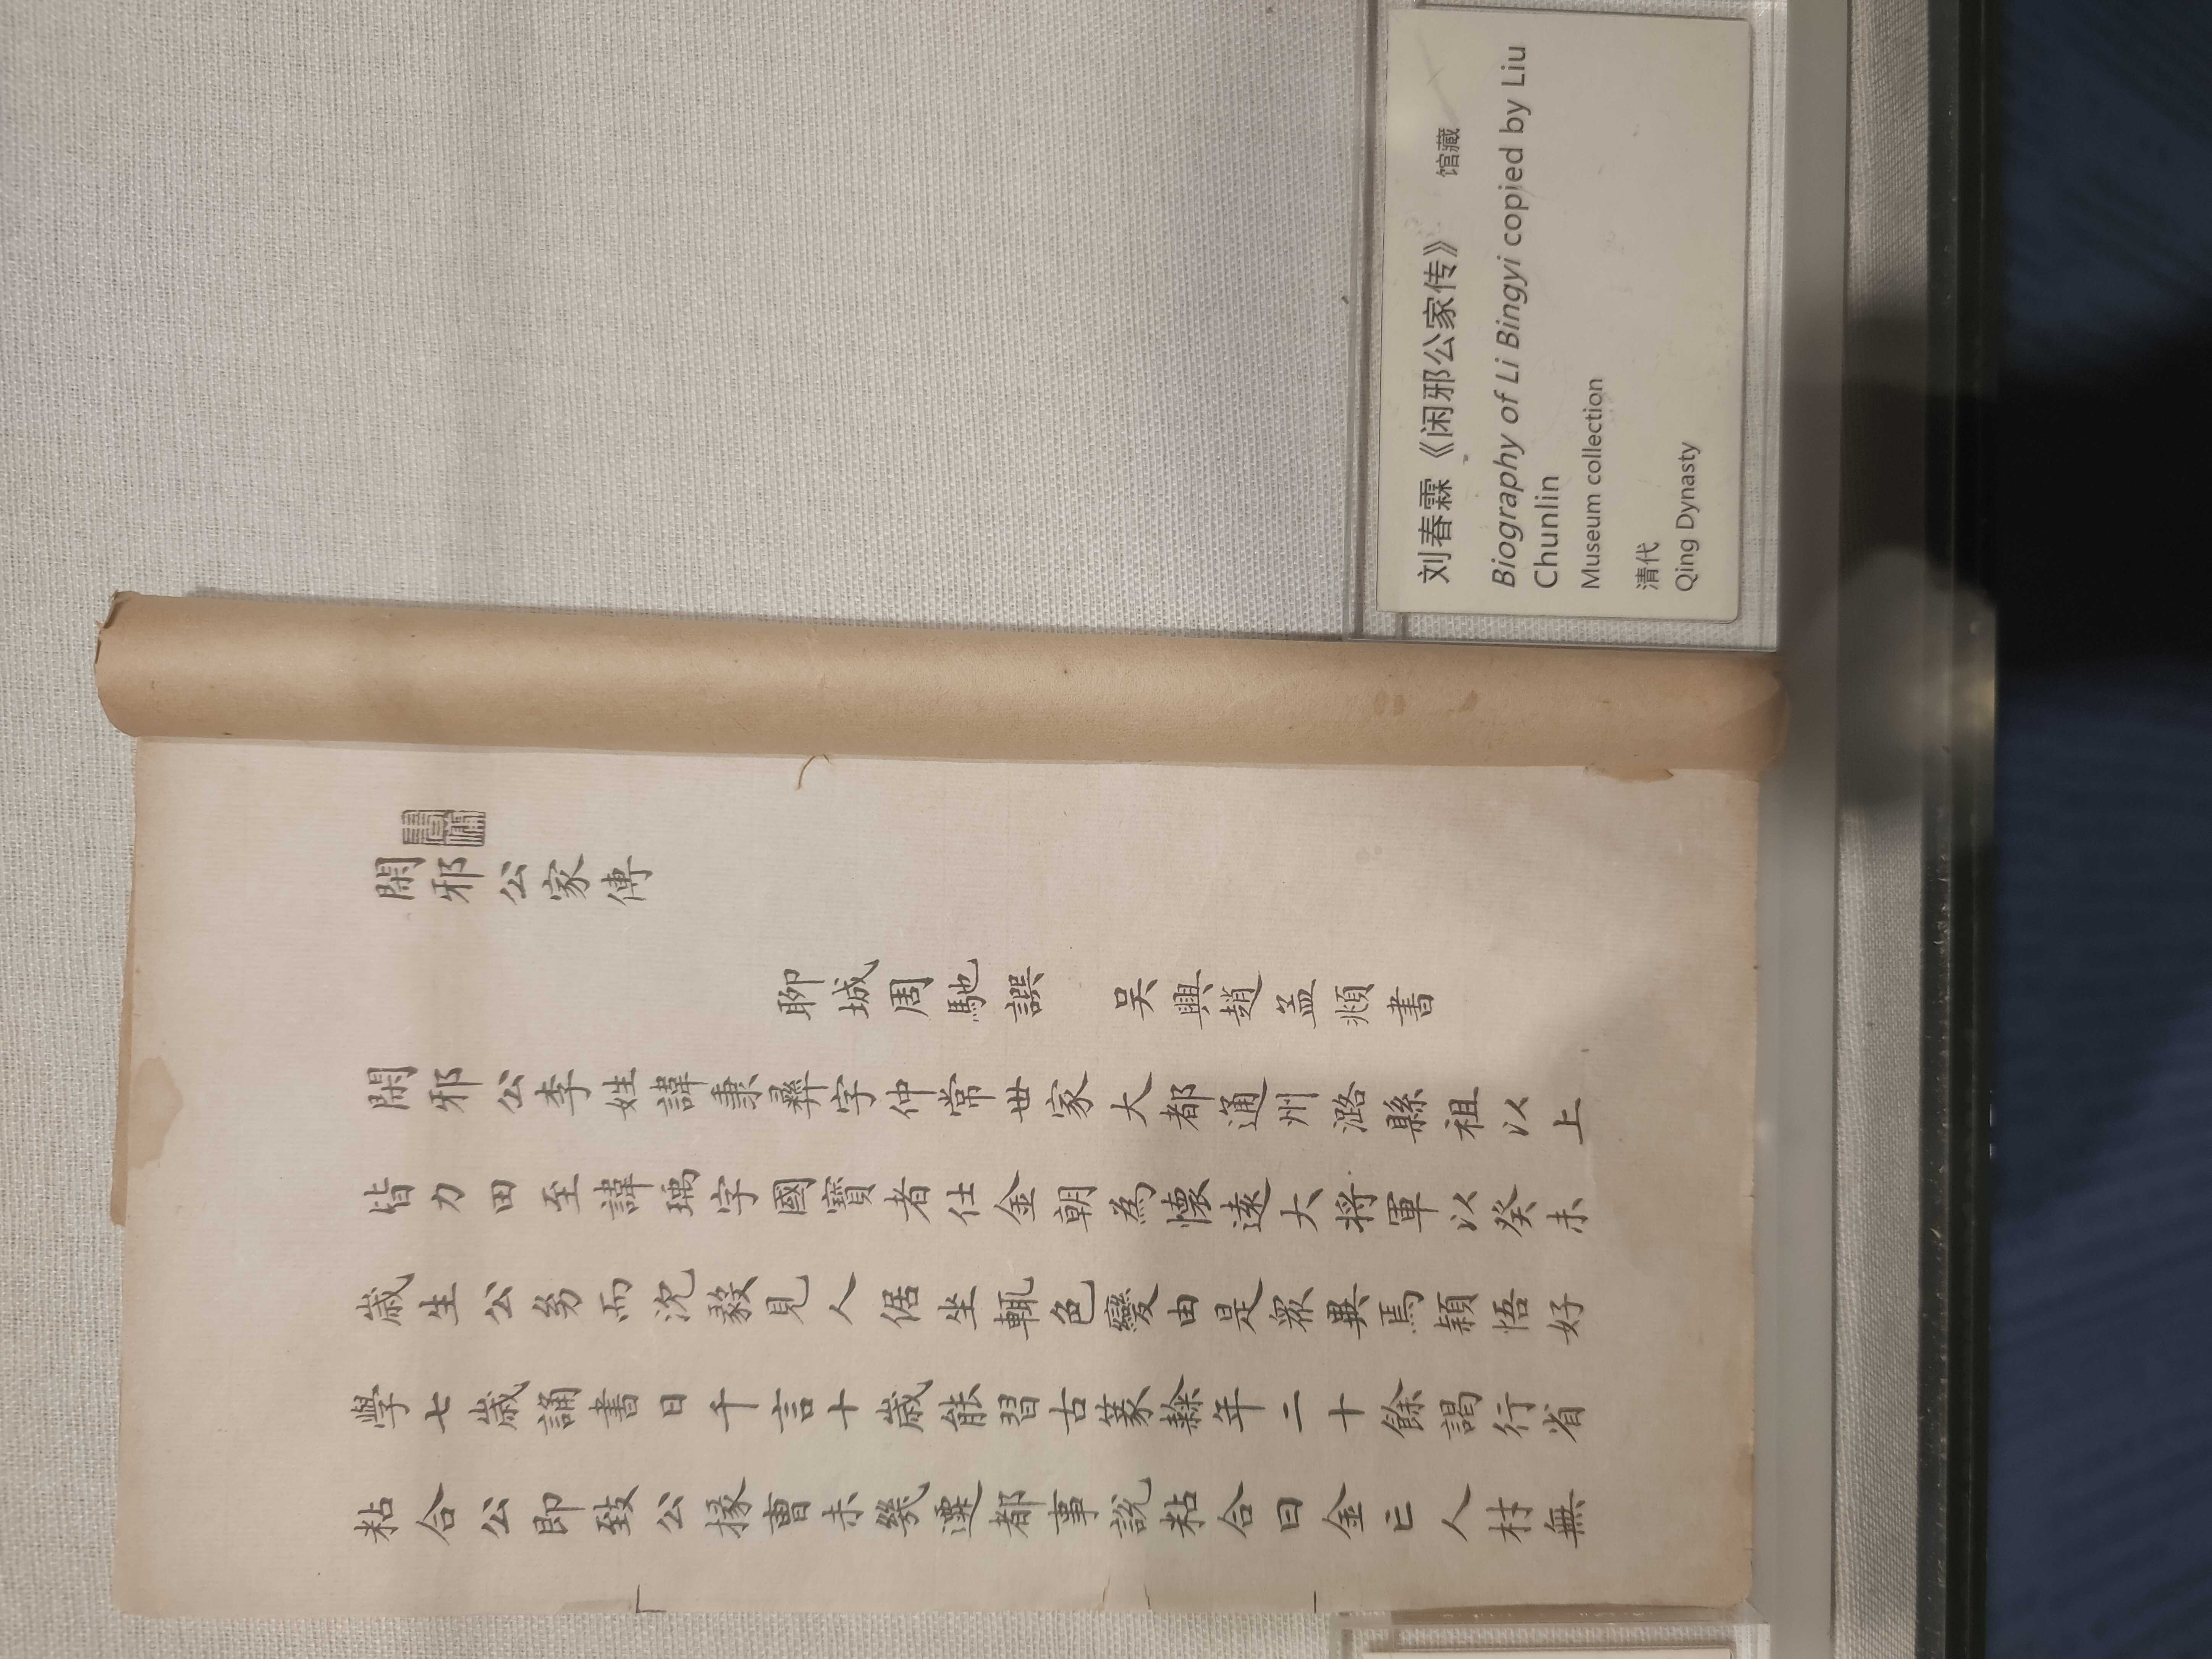 閑邪公家傳
聊城周馳譔 吴興趙孟頫書
閑邪公李姓諱秉彝字仲常世家大都通州潞縣祖以上
皆力田至諱瑀字國寶者仕金朝為懷逺大將軍以癸未
歲生公㓜而沈毅見人倨坐輒色變由是衆異焉穎悟好
學七歲誦書日千言十歲能習古篆隸年二十餘謁行省
粘合公即致公掾曹未幾遷都事説粘合曰金亡人材無
刘春霖《闲邪公家传》 馆藏
Biography of Li Bingyi copied by Liu
Chunlin
Museum collection
清代
Qing Dynasty